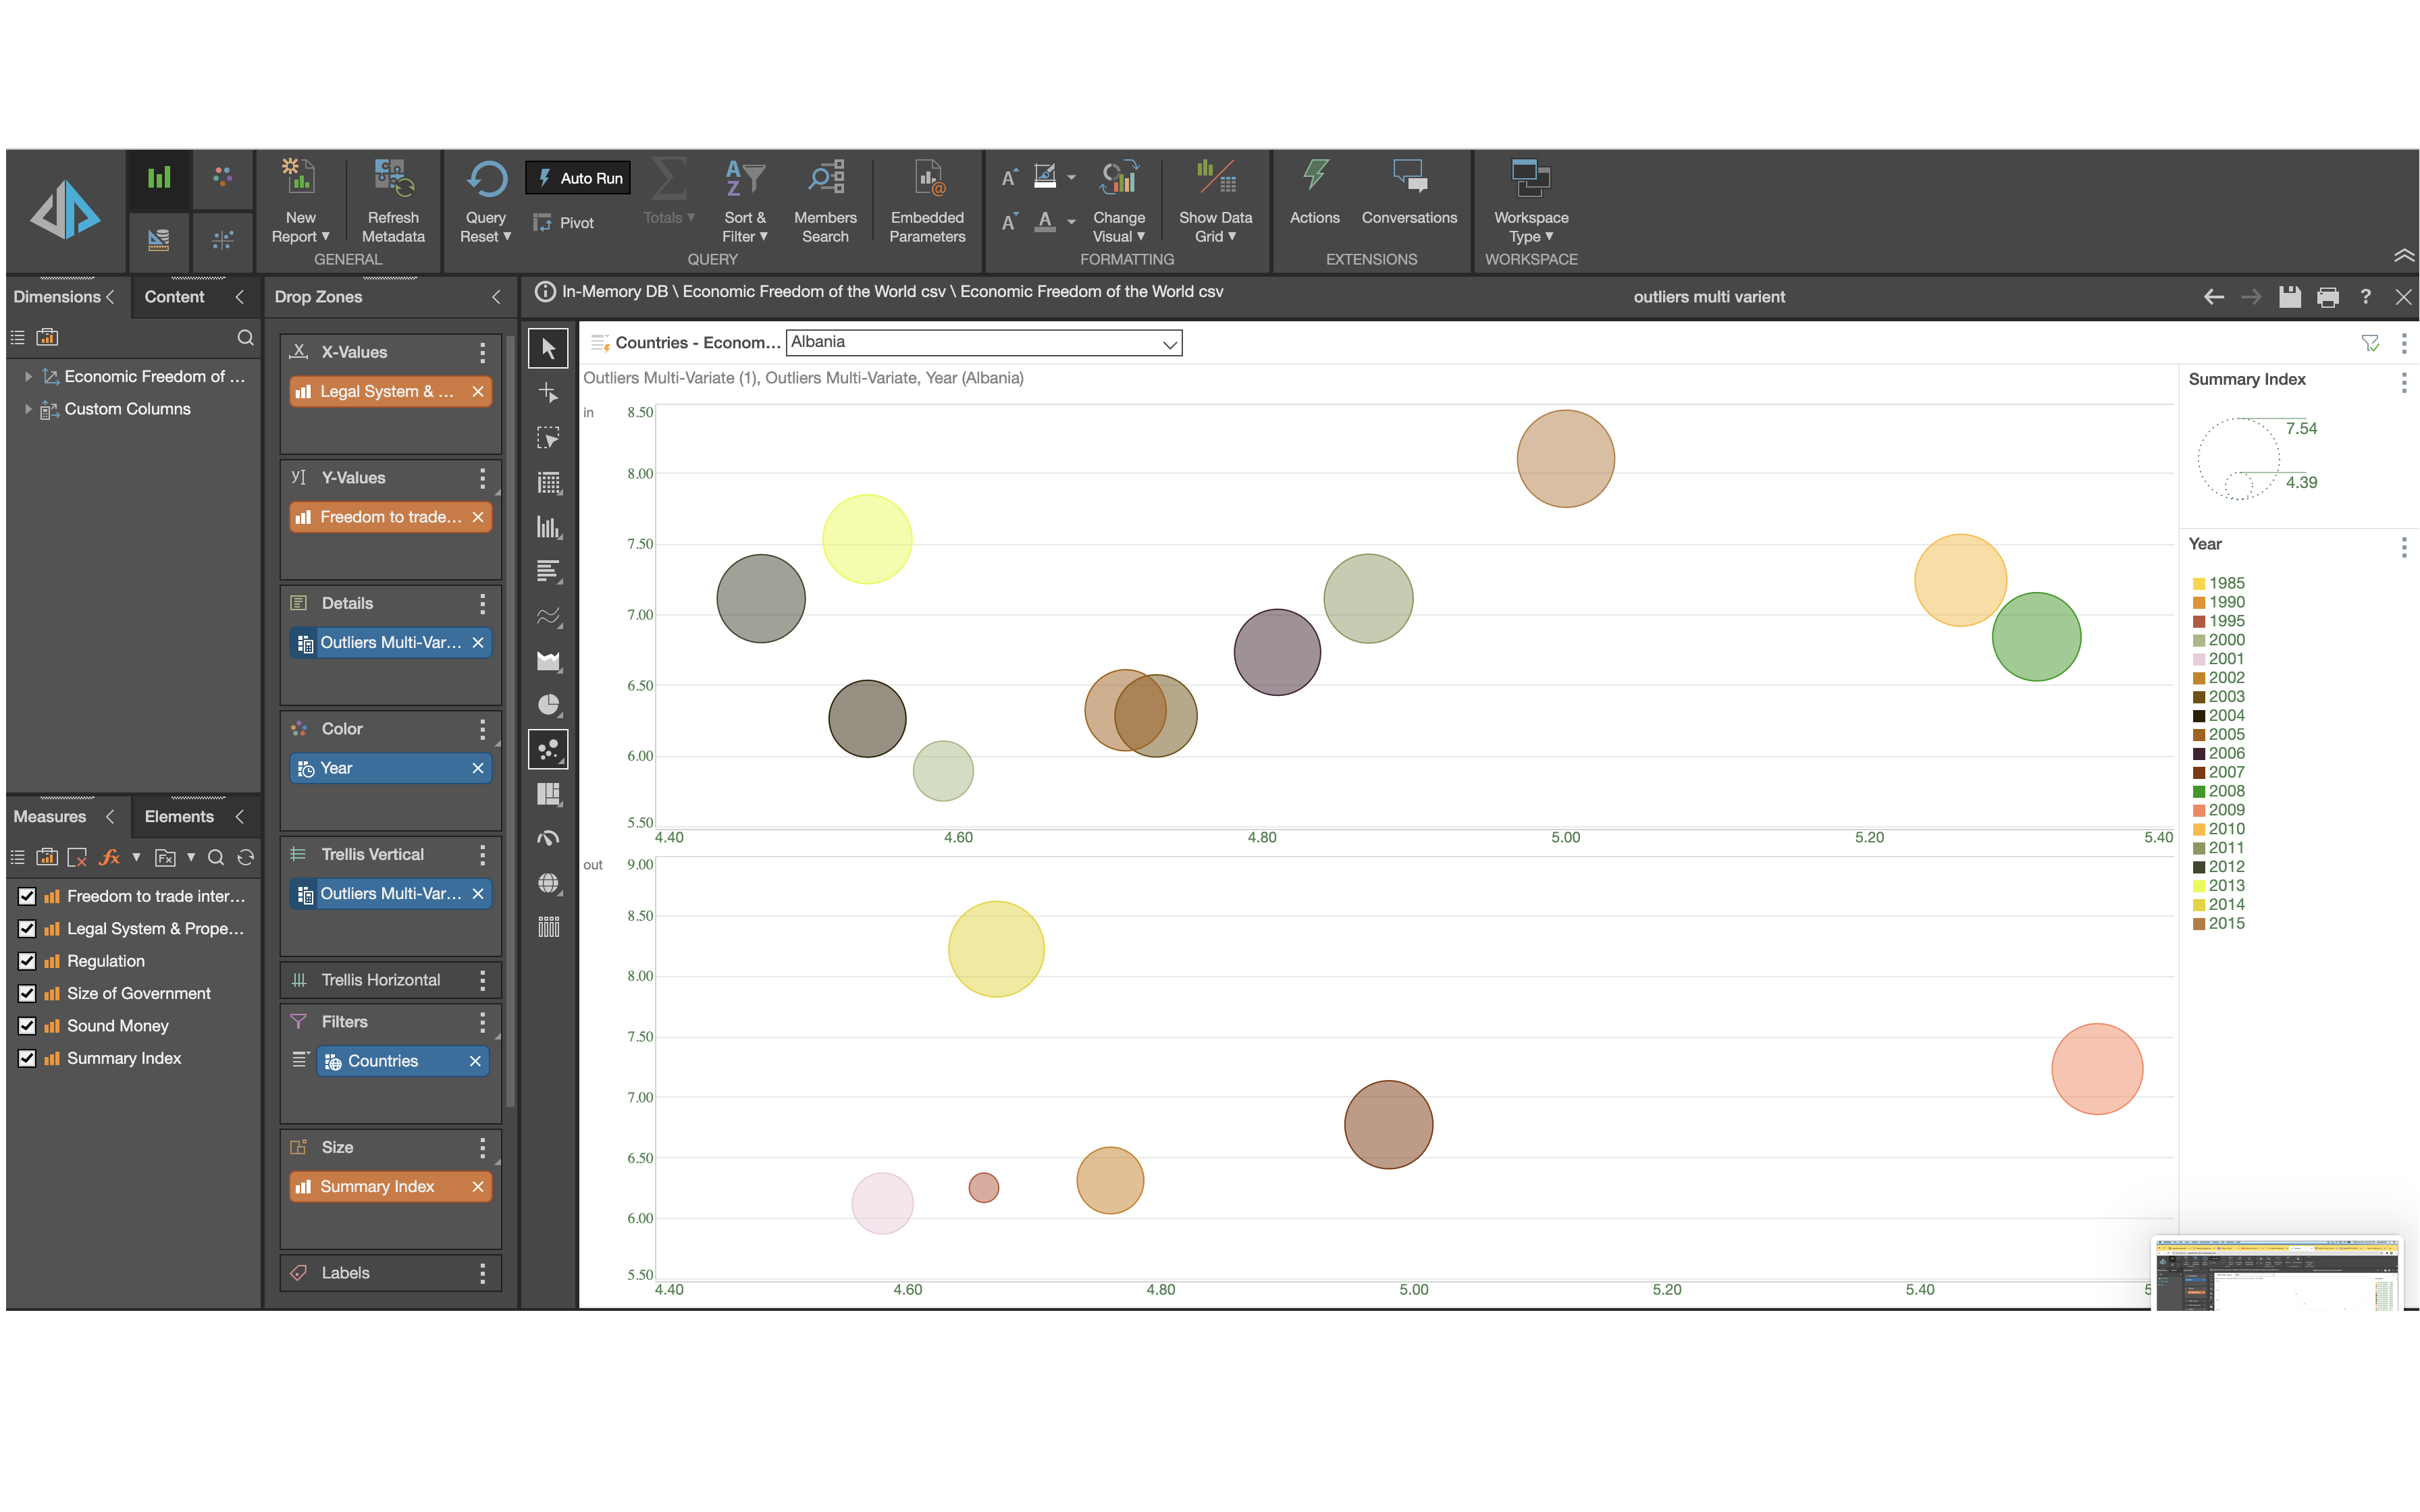 New
Report ▼
Refresh
Metadata
GENERAL
Query
Reset ▼
Auto Run
Pivot
Totals ▼
Sort &
Filter ▼
Members
Search
Embedded
Parameters
QUERY
Change
Visual ▼
Show Data
Grid ▼
FORMATTING
Actions
Conversations
EXTENSIONS
Workspace
Type ▼
WORKSPACE
Dimensions
Content
Drop Zones
In-Memory DB \ Economic Freedom of the World csv \ Economic Freedom of the World csv
outliers multi varient
Economic Freedom of ...
Custom Columns
Measures
Elements
Freedom to trade inter...
Legal System & Prope...
Regulation
Size of Government
Sound Money
Summary Index
X-Values
Legal System & ...
Y-Values
Freedom to trade...
Details
Outliers Multi-Var...
Color
Year
Trellis Vertical
Outliers Multi-Var...
Trellis Horizontal
Filters
Countries
Size
Summary Index
Labels
Countries - Econom...
Albania
Outliers Multi-Variate (1), Outliers Multi-Variate, Year (Albania)
in
8.50
8.00
7.50
7.00
6.50
6.00
5.50
4.40
4.60
4.80
5.00
5.20
5.40
out
9.00
8.50
8.00
7.50
7.00
6.50
6.00
5.50
4.40
4.60
4.80
5.00
5.20
5.40
Summary Index
7.54
4.39
Year
1985
1990
1995
2000
2001
2002
2003
2004
2005
2006
2007
2008
2009
2010
2011
2012
2013
2014
2015